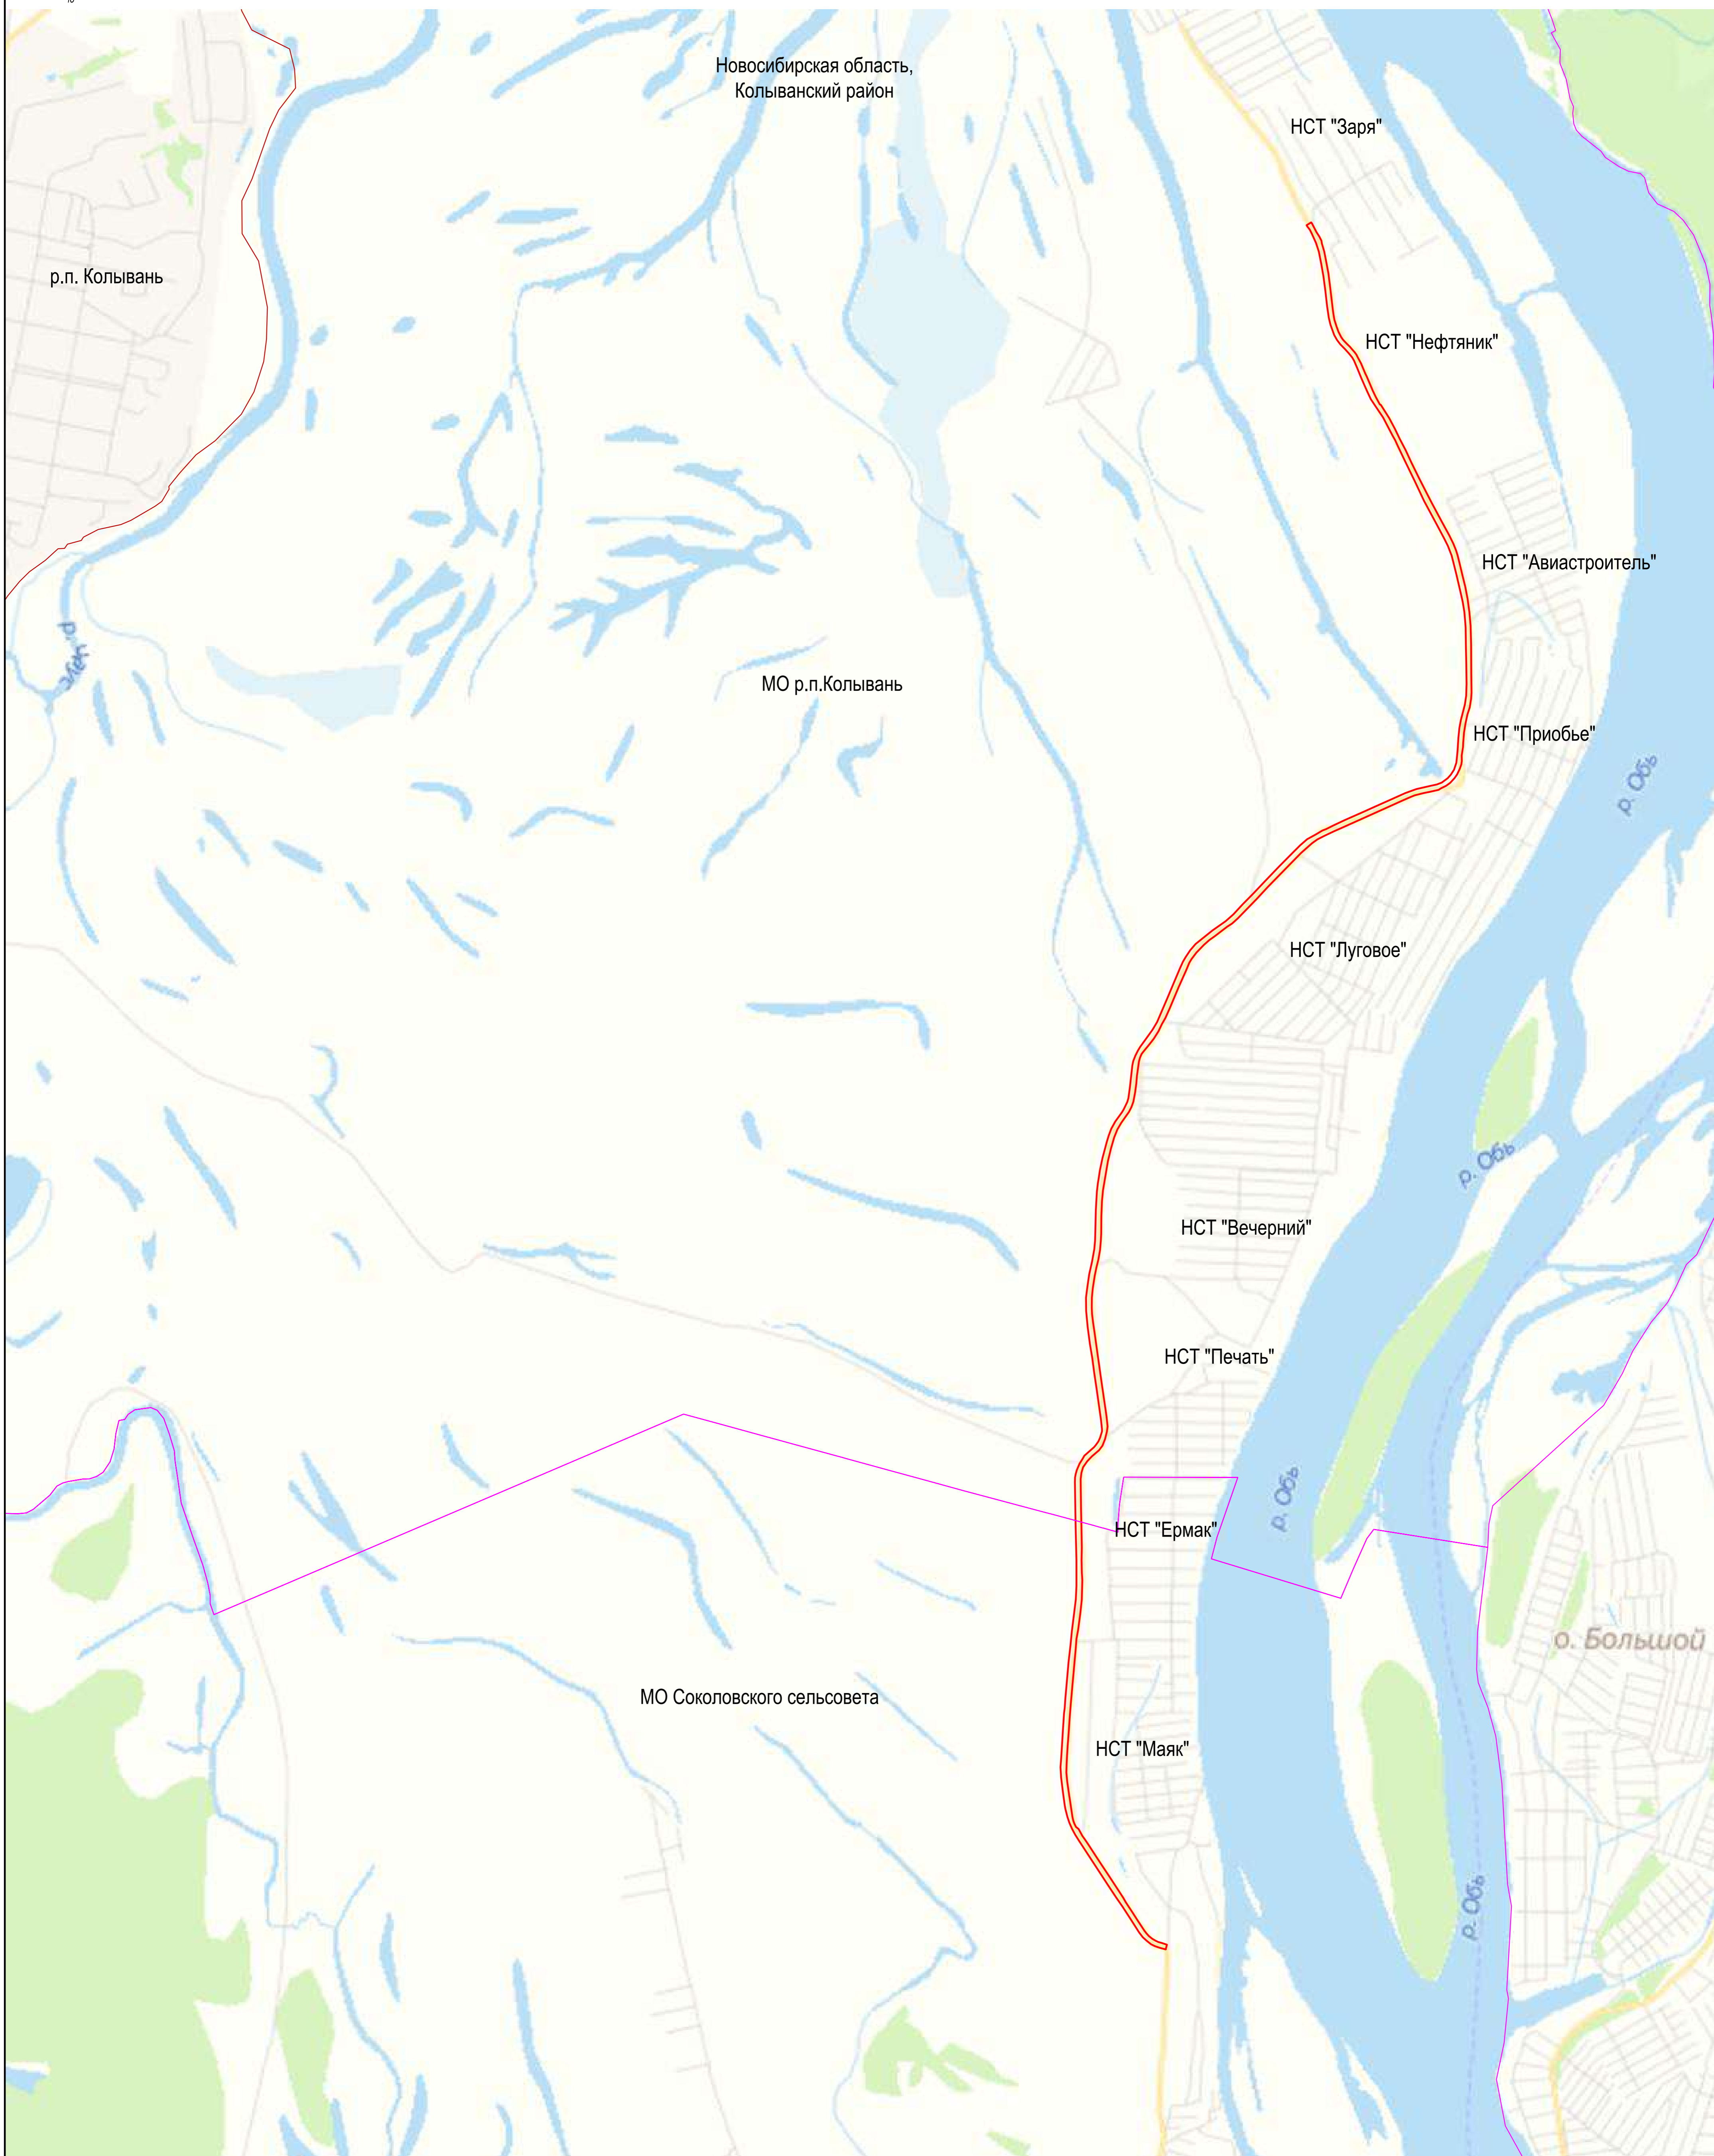 Новосибирская область,
Колыванский район
НСТ "Заря"
р.п. Колывань
НСТ "Нефтяник"
НСТ "Авиастроитель"
р. Чаус
МО р.п.Колывань
НСТ "Приобье"
р. Обь
НСТ "Луговое"
р. Обь
НСТ "Вечерний"
НСТ "Печать"
р. Обь
НСТ "Ермак"
о. Большой
МО Соколовского сельсовета
НСТ "Маяк"
р. Обь